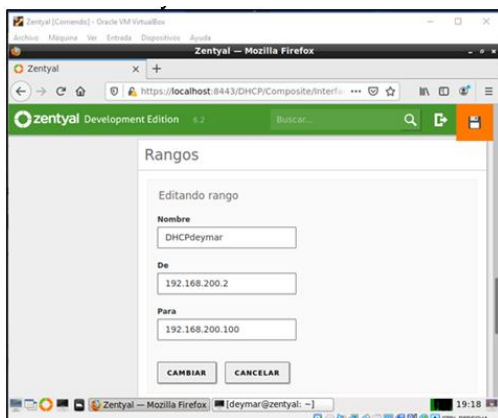 Zentyal [Corriendo] - Oracle VM VirtualBox
Archivo Máquina Ver Entrada Dispositivos Ayuda
Zentyal — Mozilla Firefox
Zentyal
https://localhost:8443/DHCP/Composite/Interfa
zentyal Development Edition 6.2
Buscar...
Rangos
Editando rango
Nombre
DHCPdeymar
De
192.168.200.2
Para
192.168.200.100
CAMBIAR CANCELAR
Zentyal — Mozilla Firefox [deymar@zentyal: ~] 19:18